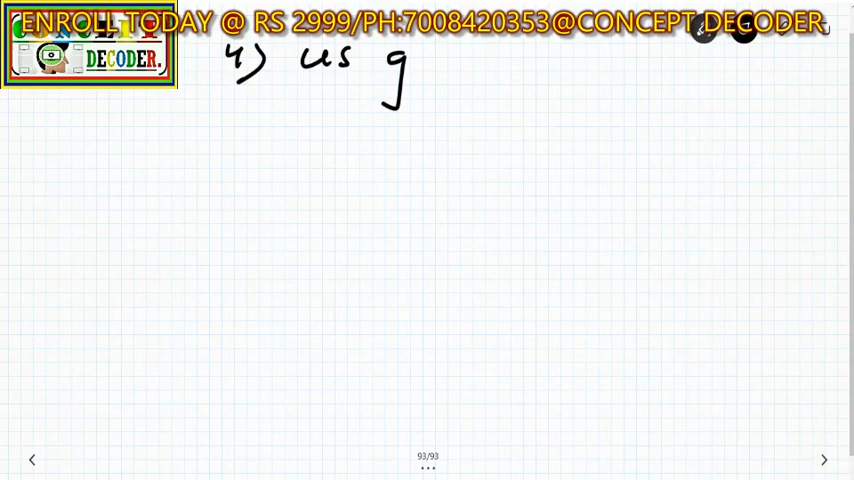 ENROLL TODAY @ RS 2999/PH:7008420353@CONCEPT DECODER.
DECODER.
4) us g
93/93